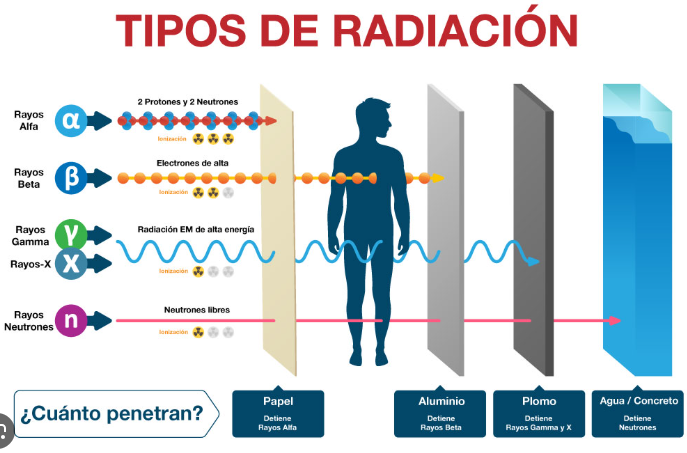 TIPOS DE RADIACIÓN
Rayos
Alfa
α
2 Protones y 2 Neutrones
Ionización
Rayos
Beta
β
Electrones de alta
Ionización
Rayos
Gamma
γ
Radiación EM de alta energía
Rayos-X
X
Ionización
Rayos
Neutrones
n
Neutrones libres
Ionización
¿Cuánto penetran?
Papel
Detiene
Rayos Alfa
Aluminio
Detiene
Rayos Beta
Plomo
Detiene
Rayos Gamma y X
Agua / Concreto
Detiene
Neutrones